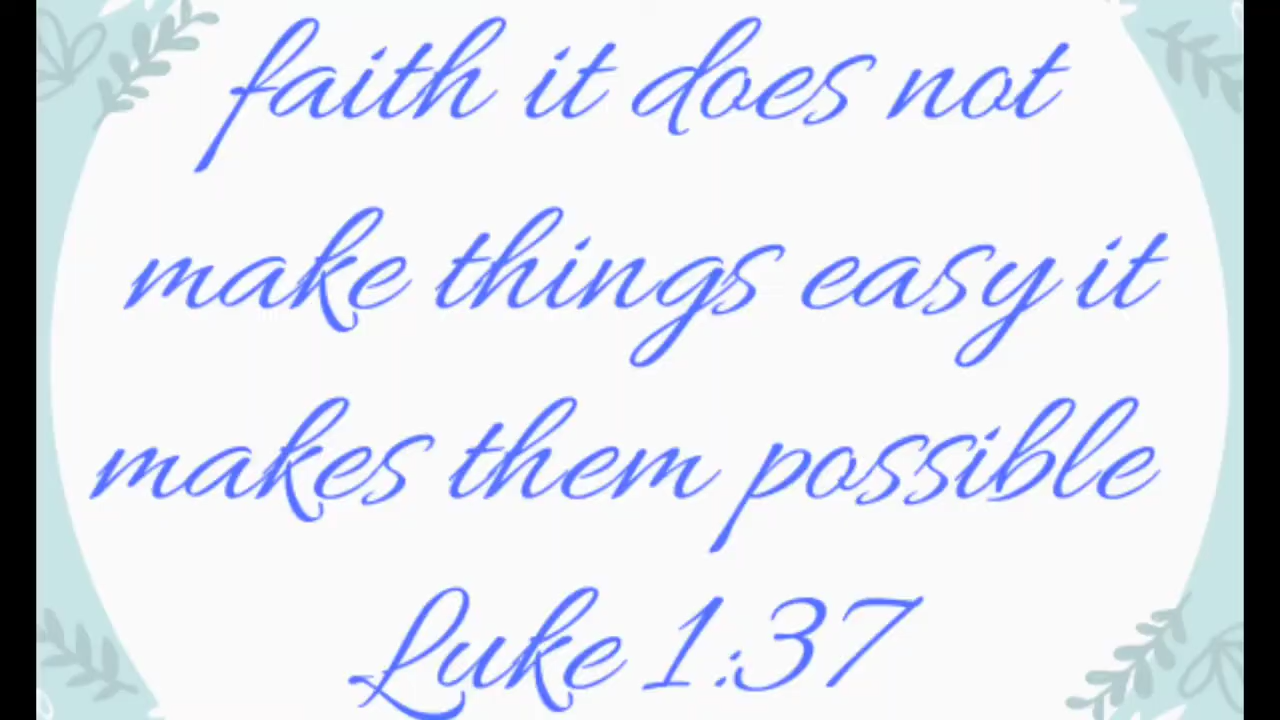 faith it does not
make things easy it
makes them possible
Luke 1:37